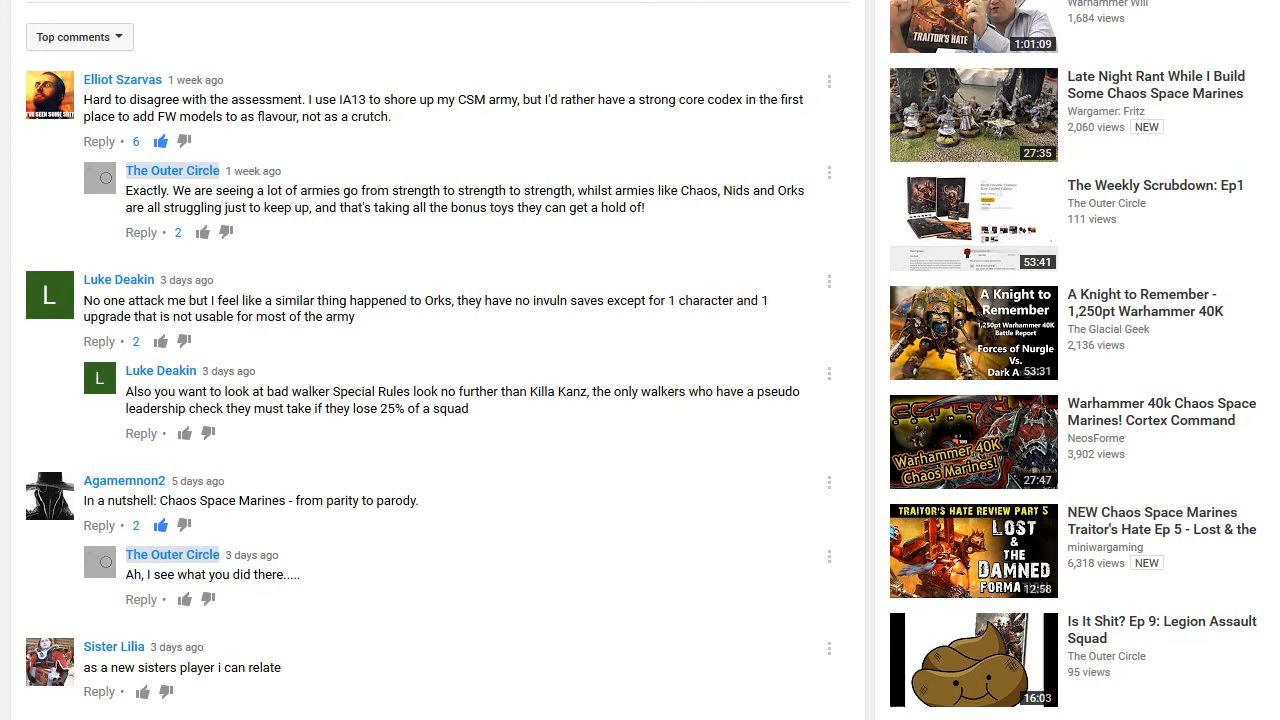 Top comments
Elliot Szarvas 1 week ago
Hard to disagree with the assessment. I use IA13 to shore up my CSM army, but I'd rather have a strong core codex in the first
place to add FW models to as flavour, not as a crutch.
Reply • 6
The Outer Circle 1 week ago
Exactly. We are seeing a lot of armies go from strength to strength to strength, whilst armies like Chaos, Nids and Orks
are all struggling just to keep up, and that's taking all the bonus toys they can get a hold of!
Reply • 2
L
Luke Deakin 3 days ago
No one attack me but I feel like a similar thing happened to Orks, they have no invuln saves except for 1 character and 1
upgrade that is not usable for most of the army
Reply • 2
L
Luke Deakin 3 days ago
Also you want to look at bad walker Special Rules look no further than Killa Kanz, the only walkers who have a pseudo
leadership check they must take if they lose 25% of a squad
Reply •
Agamemnon2 5 days ago
In a nutshell: Chaos Space Marines - from parity to parody.
Reply • 2
The Outer Circle 3 days ago
Ah, I see what you did there.....
Reply •
Sister Lilia 3 days ago
as a new sisters player i can relate
Reply •
TRAITOR'S HATE
1:01:09
Warhammer Will
1,684 views
27:35
Late Night Rant While I Build
Some Chaos Space Marines
Wargamer: Fritz
2,060 views NEW
53:41
The Weekly Scrubdown: Ep1
The Outer Circle
111 views
A Knight to
Remember
1,250pt Warhammer 40K
Battle Report
Forces of Nurgle
Vs.
Dark A
53:31
A Knight to Remember -
1,250pt Warhammer 40K
The Glacial Geek
2,136 views
Warhammer 40K
Chaos Marines!
27:47
Warhammer 40k Chaos Space
Marines! Cortex Command
NeosForme
3,902 views
TRAITOR'S HATE REVIEW PART 5
LOST
&
THE
DAMNED
FORMA
12:58
NEW Chaos Space Marines
Traitor's Hate Ep 5 - Lost & the
miniwargaming
6,318 views NEW
16:03
Is It Shit? Ep 9: Legion Assault
Squad
The Outer Circle
95 views